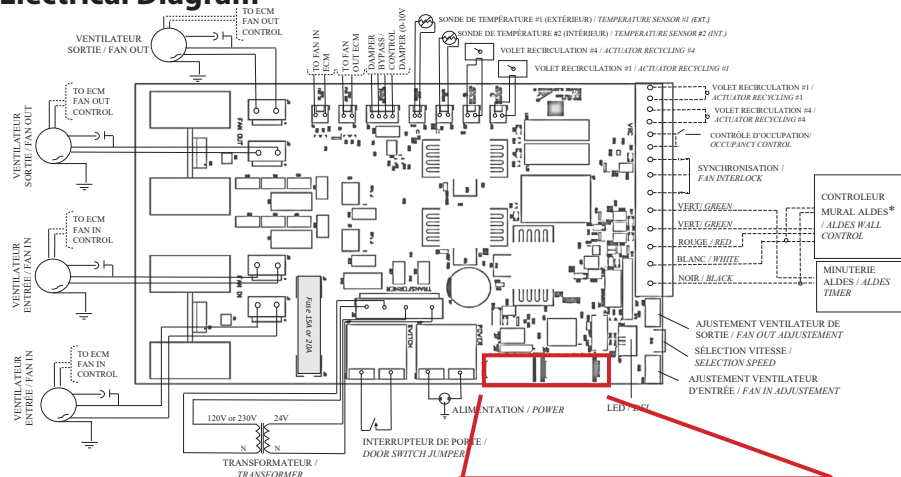 Electrical Diagram
TO ECM
FAN OUT
CONTROL
VENTILATEUR
SORTIE / FAN OUT
TO FAN IN
ECM
TO FAN
OUT ECM
DAMPER
BYPASS /
CONTROL
DAMPER (0-10V
SONDE DE TEMPÉRATURE #1 (EXTÉRIEUR) / TEMPERATURE SENSOR #1 (EXT.)
SONDE DE TEMPÉRATURE #2 (INTÉRIEUR) / TEMPERATURE SENSOR #2 (INT.)
VOLET RECIRCULATION #4 / ACTUATOR RECYCLING #4
VOLET RECIRCULATION #1 / ACTUATOR RECYCLING #1
TO ECM
FAN OUT
CONTROL
VENTILATEUR
SORTIE / FAN OUT
FAN OUT
VRC
VOLET RECIRCULATION #1 /
ACTUATOR RECYCLING #1
VOLET RECIRCULATION #4 /
ACTUATOR RECYCLING #4
CONTRÔLE D'OCCUPATION/
OCCUPANCY CONTROL
SYNCHRONISATION /
FAN INTERLOCK
VERT/ GREEN
VERT/ GREEN
ROUGE / RED
BLANC / WHITE
NOIR / BLACK
CONTROLEUR
MURAL ALDES*
/ ALDES WALL
CONTROL
MINUTERIE
ALDES / ALDES
TIMER
TO ECM
FAN IN
CONTROL
VENTILATEUR
ENTRÉE / FAN IN
FAN IN
Fuse 15A or 20A
TRANSFORMER
SWITCH
POWER
TO ECM
FAN IN
CONTROL
VENTILATEUR
ENTRÉE / FAN IN
AJUSTEMENT VENTILATEUR DE
SORTIE / FAN OUT ADJUSTEMENT
SÉLECTION VITESSE /
SELECTION SPEED
AJUSTEMENT VENTILATEUR
D'ENTRÉE / FAN IN ADJUSTEMENT
LED / DEL
ALIMENTATION / POWER
120V or 230V
24V
N
N
INTERRUPTEUR DE PORTE /
DOOR SWITCH JUMPER
TRANSFORMATEUR /
TRANSFORMER